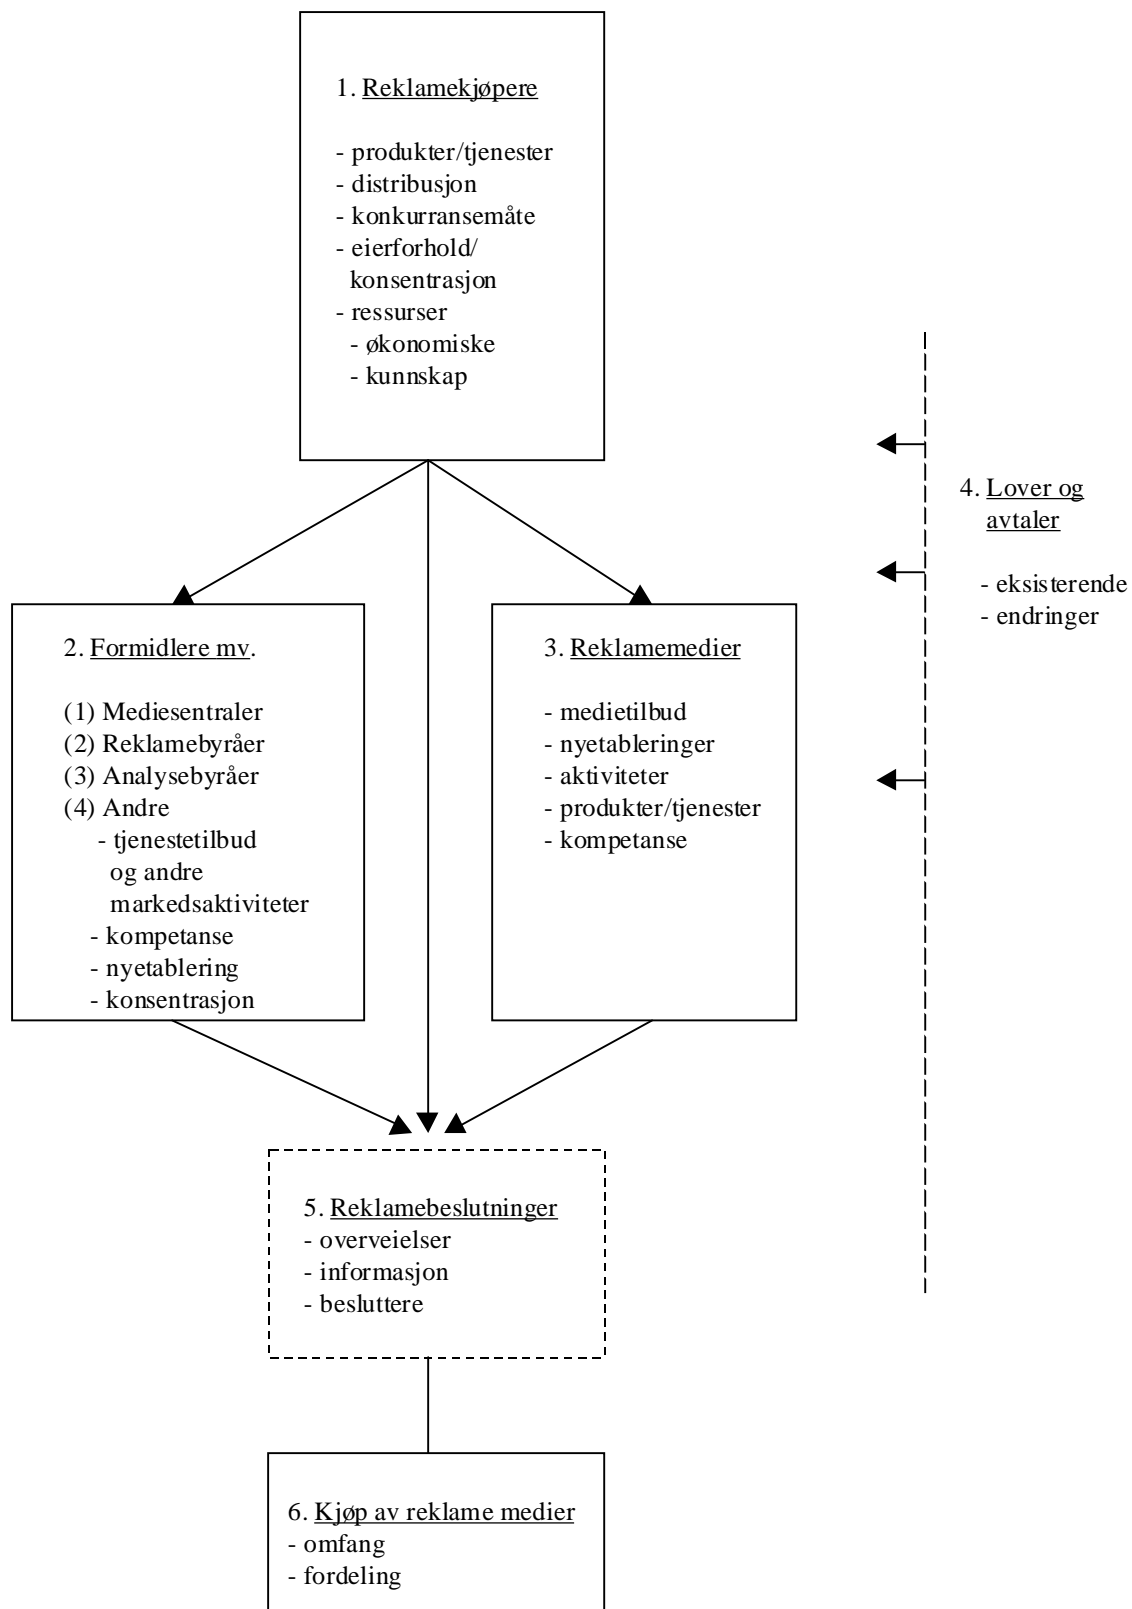 1. Reklamekjøpere
- produkter/tjenester
- distribusjon
- konkurransemåte
- eierforhold/
konsentrasjon
- ressurser
- økonomiske
- kunnskap
2. Formidlere mv.
(1) Mediesentraler
(2) Reklamebyråer
(3) Analysebyråer
(4) Andre
- tjenestetilbud
og andre
markedsaktiviteter
- kompetanse
- nyetablering
- konsentrasjon
3. Reklamemedier
- medietilbud
- nyetableringer
- aktiviteter
- produkter/tjenester
- kompetanse
4. Lover og
avtaler
- eksisterende
- endringer
5. Reklamebeslutninger
- overveielser
- informasjon
- besluttere
6. Kjøp av reklame medier
- omfang
- fordeling